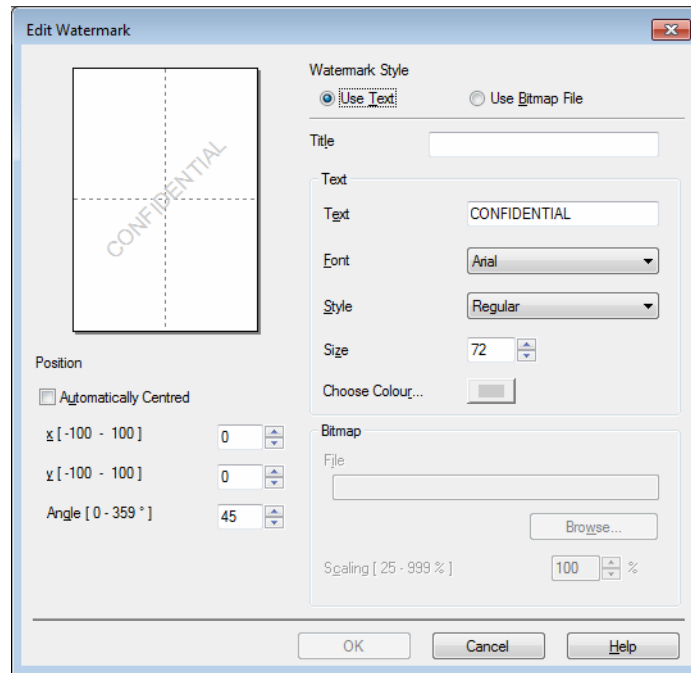 Edit Watermark
CONFIDENTIAL
Position
Automatically Centred
x [ -100 - 100 ]
0
y [ -100 - 100 ]
0
Angle [ 0 - 359 ° ]
45
Watermark Style
Use Text
Use Bitmap File
Title
Text
Text
CONFIDENTIAL
Font
Arial
Style
Regular
Size
72
Choose Colour...
Bitmap
File
Browse...
Scaling [ 25 - 999 % ]
100
%
OK
Cancel
Help